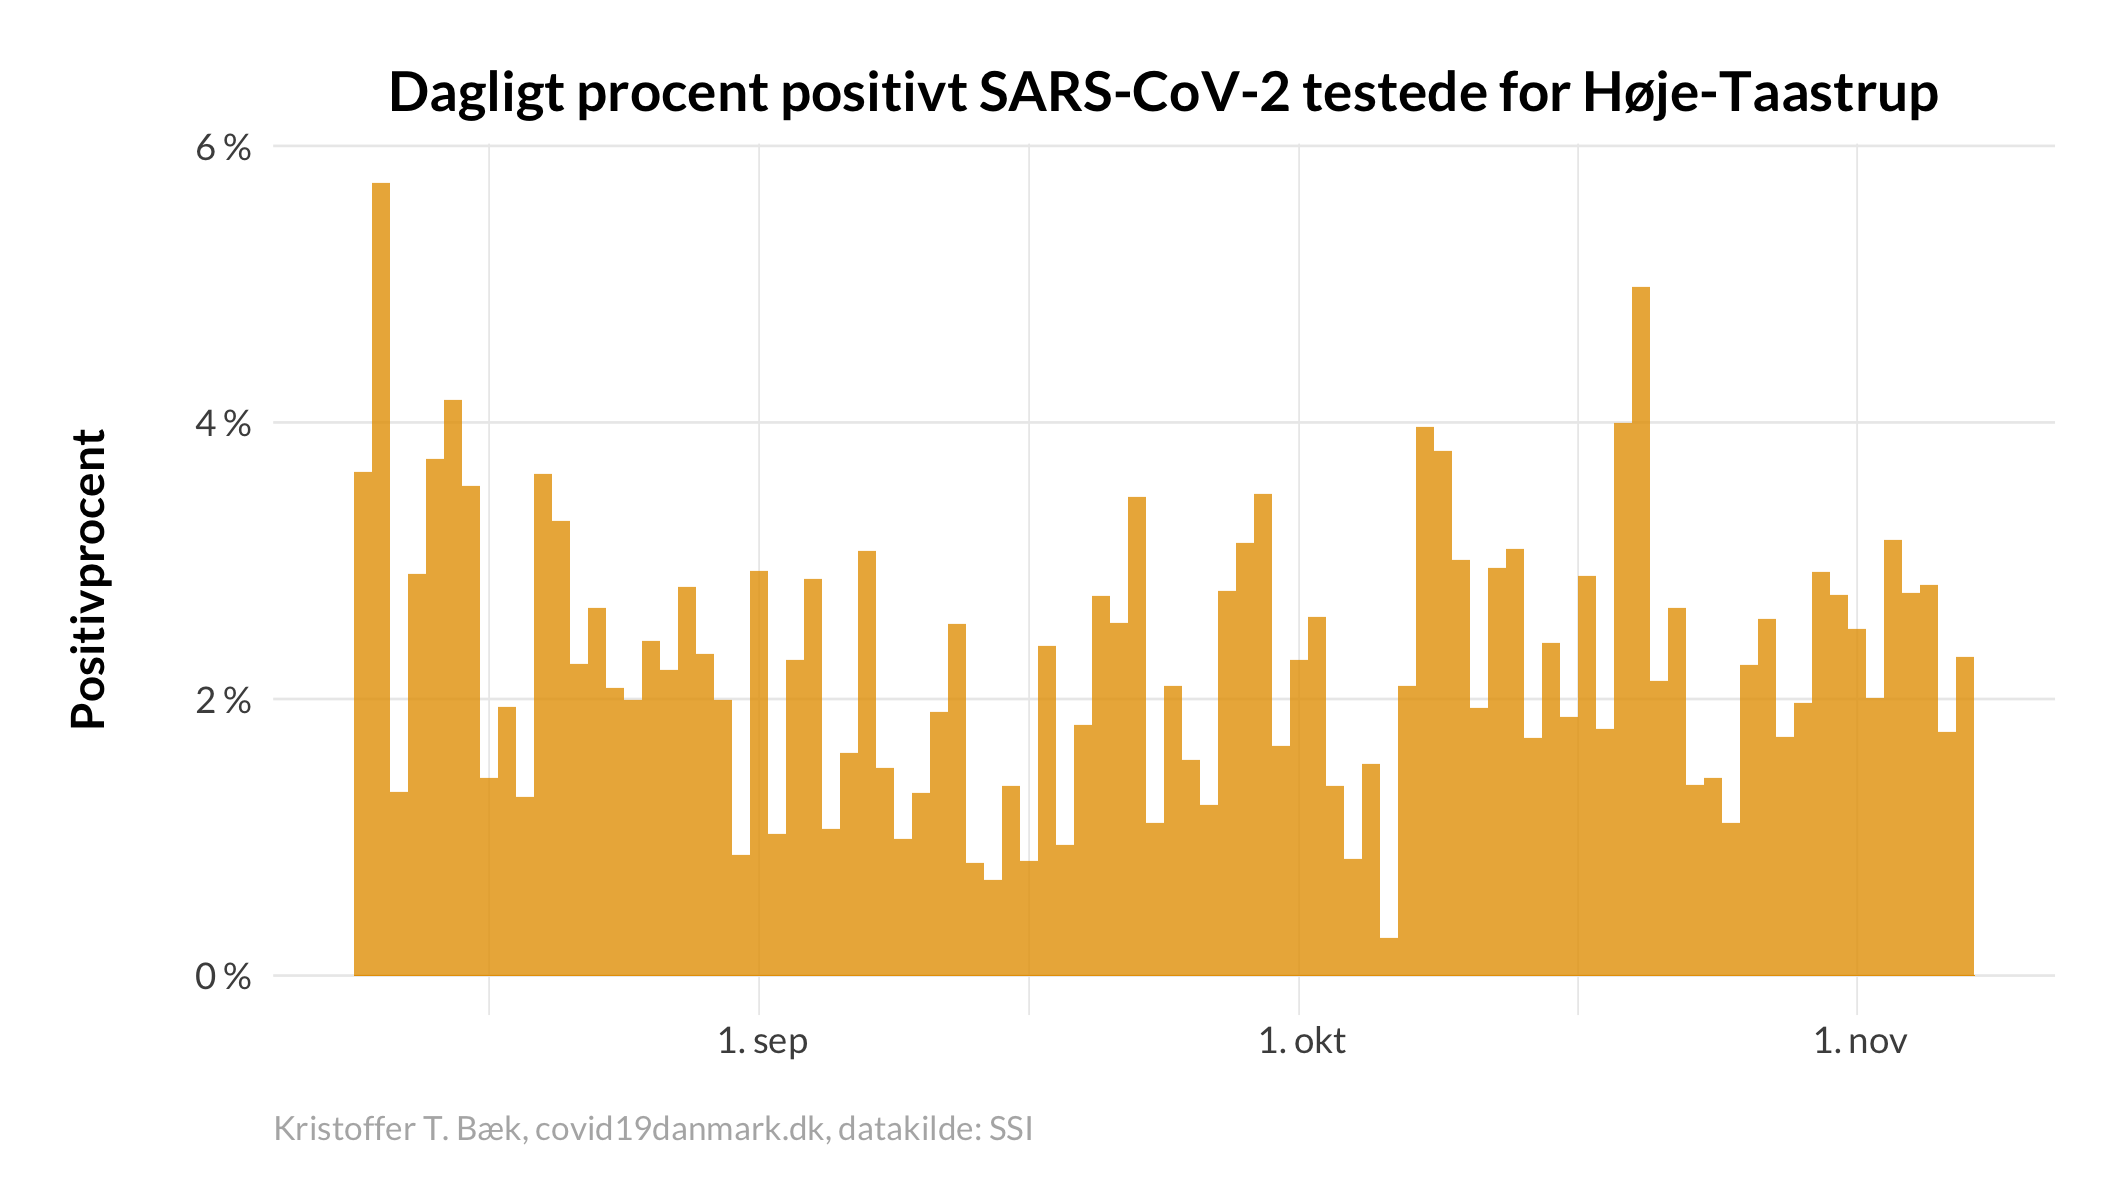 Dagligt procent positivt SARS-CoV-2 testede for Høje-Taastrup
6 %
4 %
2 %
0 %
Positivprocent
1. sep
1. okt
1. nov
Kristoffer T. Bæk, covid19danmark.dk, datakilde: SSI